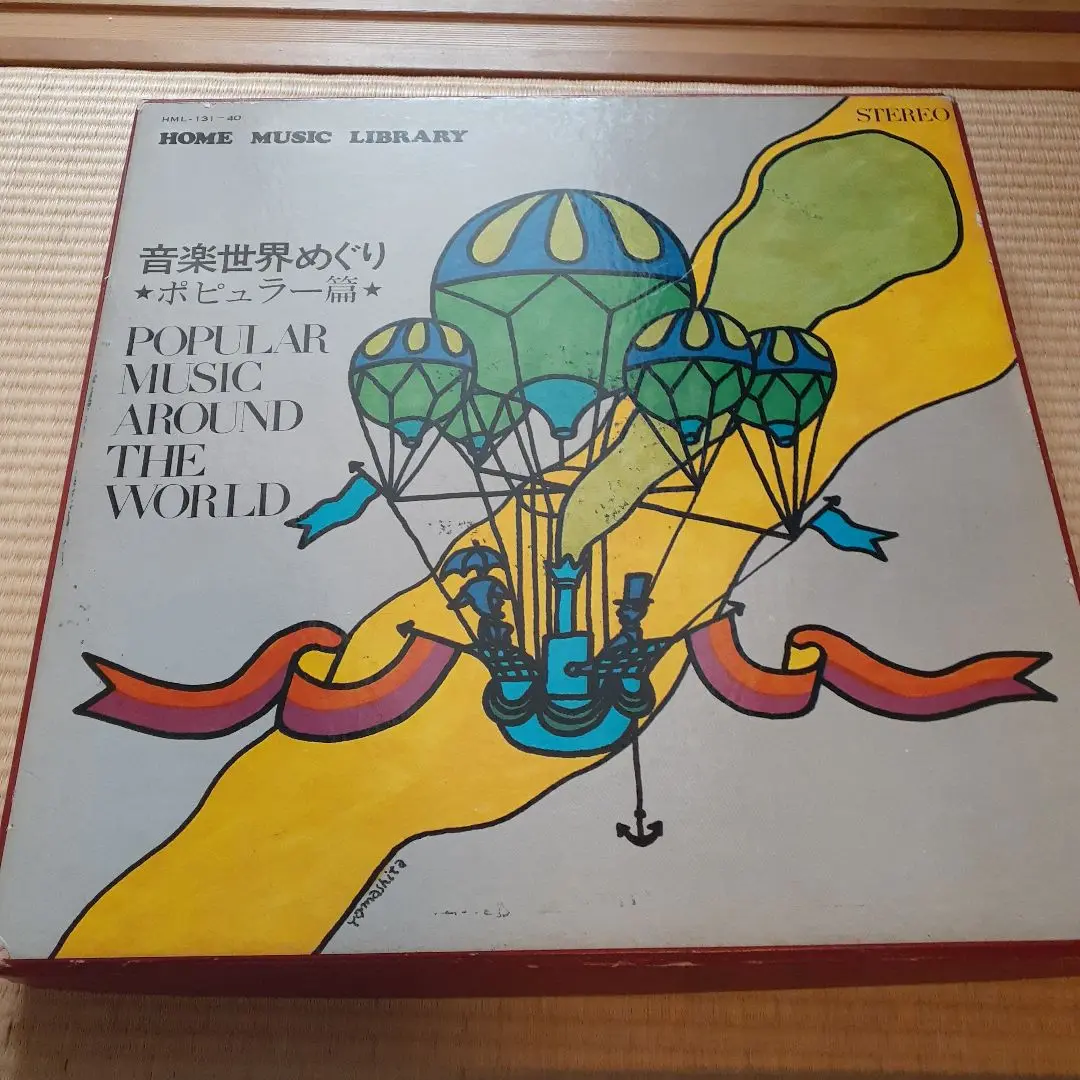 HML-131-40
HOME MUSIC LIBRARY
STEREO
音楽世界めぐり
★ポピュラー篇★
POPULAR
MUSIC
AROUND
THE
WORLD
yamashita